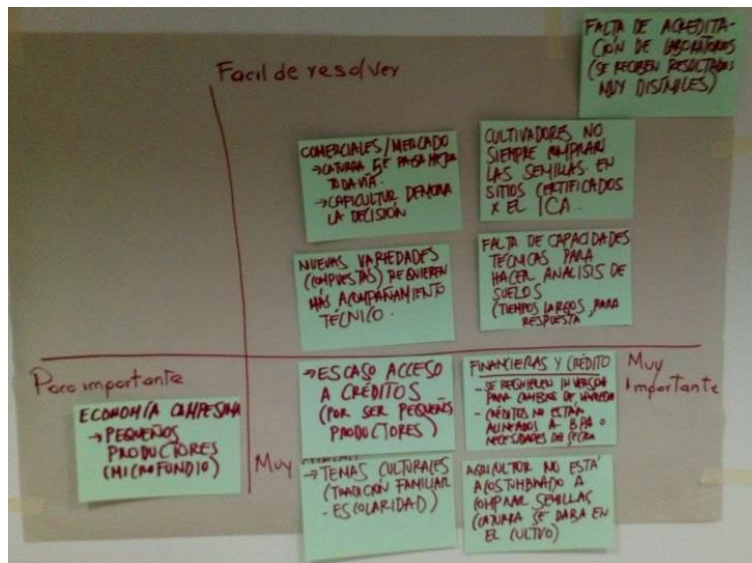 Facil de resolver
FALTA DE ACREDITA-
CIÓN DE LABORATORIOS
(SE RECIBEN RESULTADOS
MUY DISÍMILES)
COMERCIALES/MERCADO
→ CATURRA SE PAGA MEJOR
TODAVÍA.
→ CAFICULTOR DEMORA
LA DECISIÓN
CULTIVADORES NO
SIEMPRE COMPRAN
LAS SEMILLAS EN
SITIOS CERTIFICADOS
X EL ICA.
NUEVAS VARIEDADES
(COMPUESTAS) REQUIEREN
MÁS ACOMPAÑAMIENTO
TÉCNICO.
FALTA DE CAPACIDADES
TÉCNICAS PARA
HACER ANALISIS DE
SUELOS
(TIEMPOS LARGOS PARA
RESPUESTA
Poco importante
Muy
importante
ECONOMÍA CAMPESINA
→ PEQUEÑOS
PRODUCTORES
(MICROFUNDIO)
→ ESCASO ACCESO
A CRÉDITOS
(POR SER PEQUEÑOS
PRODUCTORES)
FINANCIERAS Y CRÉDITO
- SE REQUIEREN INVERSIÓN
PARA CAMBIO DE VARIEDAD
- CRÉDITOS NO ESTÁN
ALINEADOS A BPA O
NECESIDADES DEL SECTOR
Muy
→ TEMAS CULTURALES
(TRADICIÓN FAMILIAR
- ESCOLARIDAD)
AGRICULTOR NO ESTÁ
ACOSTUMBRADO A
COMPRAR SEMILLAS
(CATURRA SE DABA EN
EL CULTIVO)